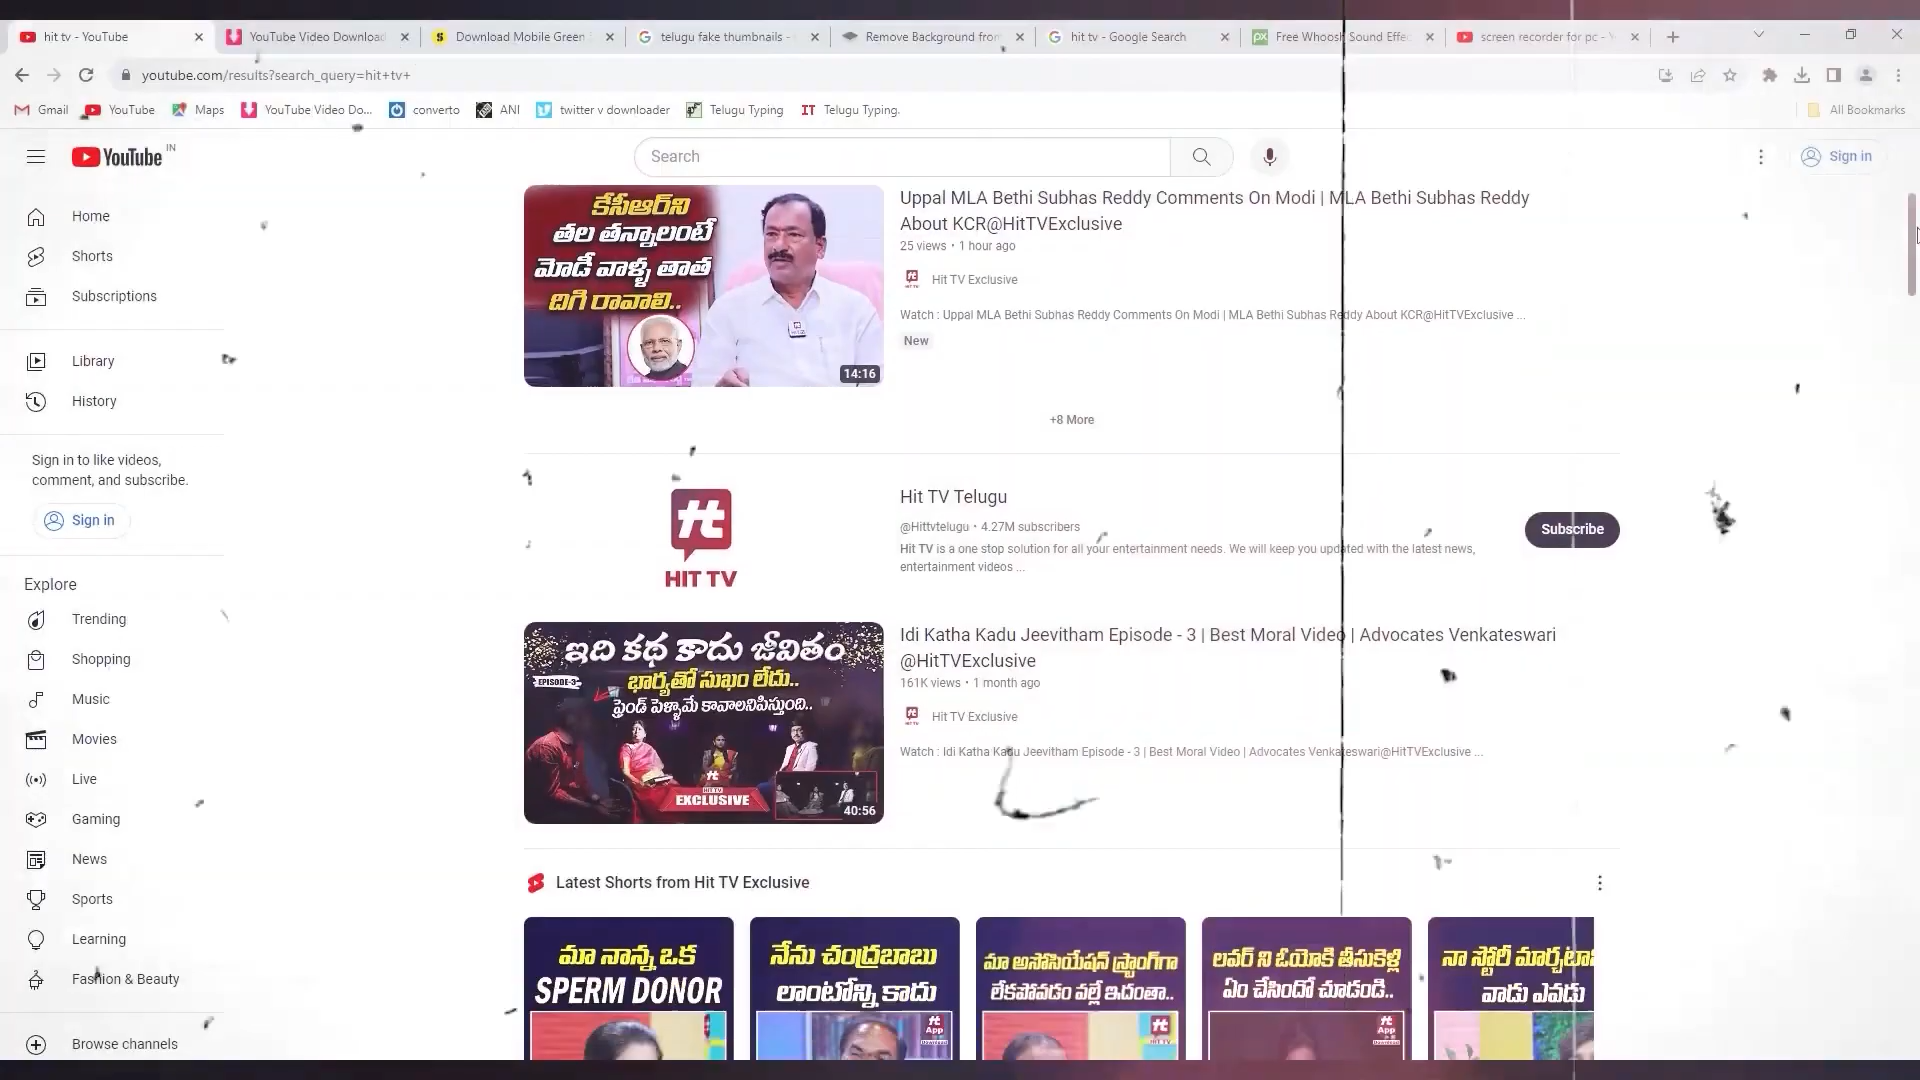 hit tv - YouTube
YouTube Video Download
Download Mobile Green
telugu fake thumbnails -
Remove Background from
hit tv - Google Search
Free Whoosh Sound Effec
screen recorder for pc -
youtube.com/results?search_query=hit+tv+
Gmail
YouTube
Maps
YouTube Video Do...
converto
ANI
twitter v downloader
Telugu Typing
IT Telugu Typing.
All Bookmarks
YouTube IN
Search
Sign in
Home
Shorts
Subscriptions
Library
History
Sign in to like videos,
comment, and subscribe.
Sign in
Explore
Trending
Shopping
Music
Movies
Live
Gaming
News
Sports
Learning
Fashion & Beauty
Browse channels
కేసీఆర్‌ని
తల తన్నాలంటే
మోడీ వాళ్ళ తాత
దిగి రావాలి..
14:16
Uppal MLA Bethi Subhas Reddy Comments On Modi | MLA Bethi Subhas Reddy
About KCR@HitTVExclusive
25 views • 1 hour ago
Hit TV Exclusive
Watch : Uppal MLA Bethi Subhas Reddy Comments On Modi | MLA Bethi Subhas Reddy About KCR@HitTVExclusive ...
New
+8 More
HIT TV
Hit TV Telugu
@Hittvtelugu • 4.27M subscribers
Hit TV is a one stop solution for all your entertainment needs. We will keep you updated with the latest news,
entertainment videos ...
Subscribe
ఇది కథ కాదు జీవితం
EPISODE-3
భార్యతో సుఖం లేదు..
ఫ్రెండ్ పెళ్ళామే కావాలనిపిస్తుంది..
HIT TV
EXCLUSIVE
40:56
Idi Katha Kadu Jeevitham Episode - 3 | Best Moral Video | Advocates Venkateswari
@HitTVExclusive
161K views • 1 month ago
Hit TV Exclusive
Watch : Idi Katha Kadu Jeevitham Episode - 3 | Best Moral Video | Advocates Venkateswari@HitTVExclusive ...
Latest Shorts from Hit TV Exclusive
మా నాన్న ఒక
SPERM DONOR
నేను చంద్రబాబు
లాంటోన్ని కాదు
App
Download
మా అసోసియేషన్ స్ట్రాంగ్‌గా
లేకపోవడం వల్లే ఇదంతా..
HIT TV
లవర్ ని ఓయోకి తీసుకెళ్లి
ఏం చేసిందో చూడండి..
App
Download
నా స్టోరీ
వాడు ఎవడు